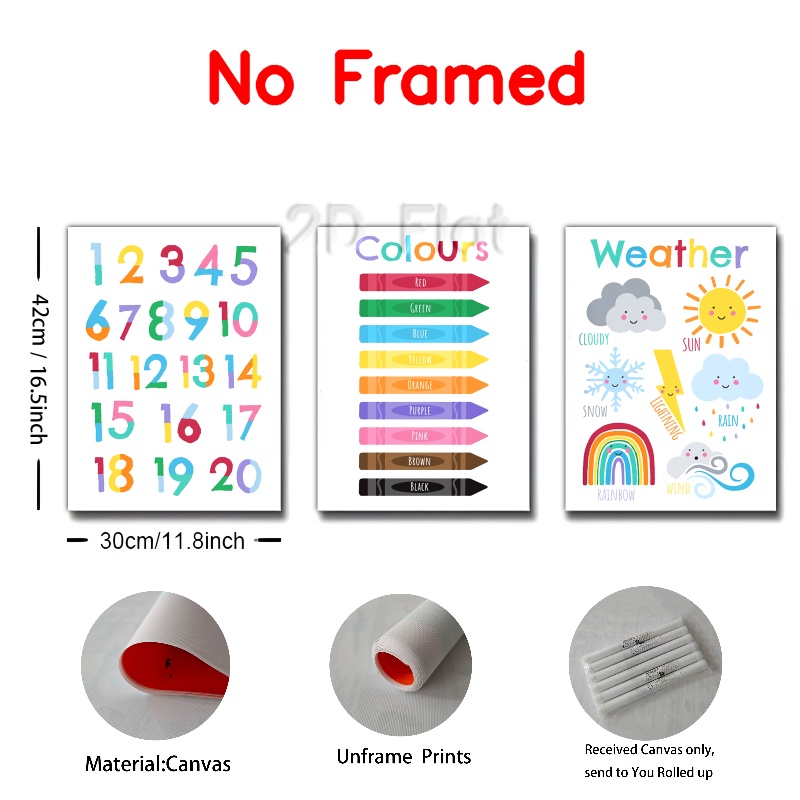 No Framed
2D Flat
42cm / 16.5inch
1 2 3 4 5
6 7 8 9 10
11 12 13 14
15 16 17
18 19 20
Colours
RED
GREEN
BLUE
YELLOW
ORANGE
PURPLE
PINK
BROWN
BLACK
Weather
CLOUDY
SUN
SNOW
LIGHTNING
RAIN
RAINBOW
WIND
30cm/11.8inch
Material:Canvas
Unframe Prints
Received Canvas only,
send to You Rolled up